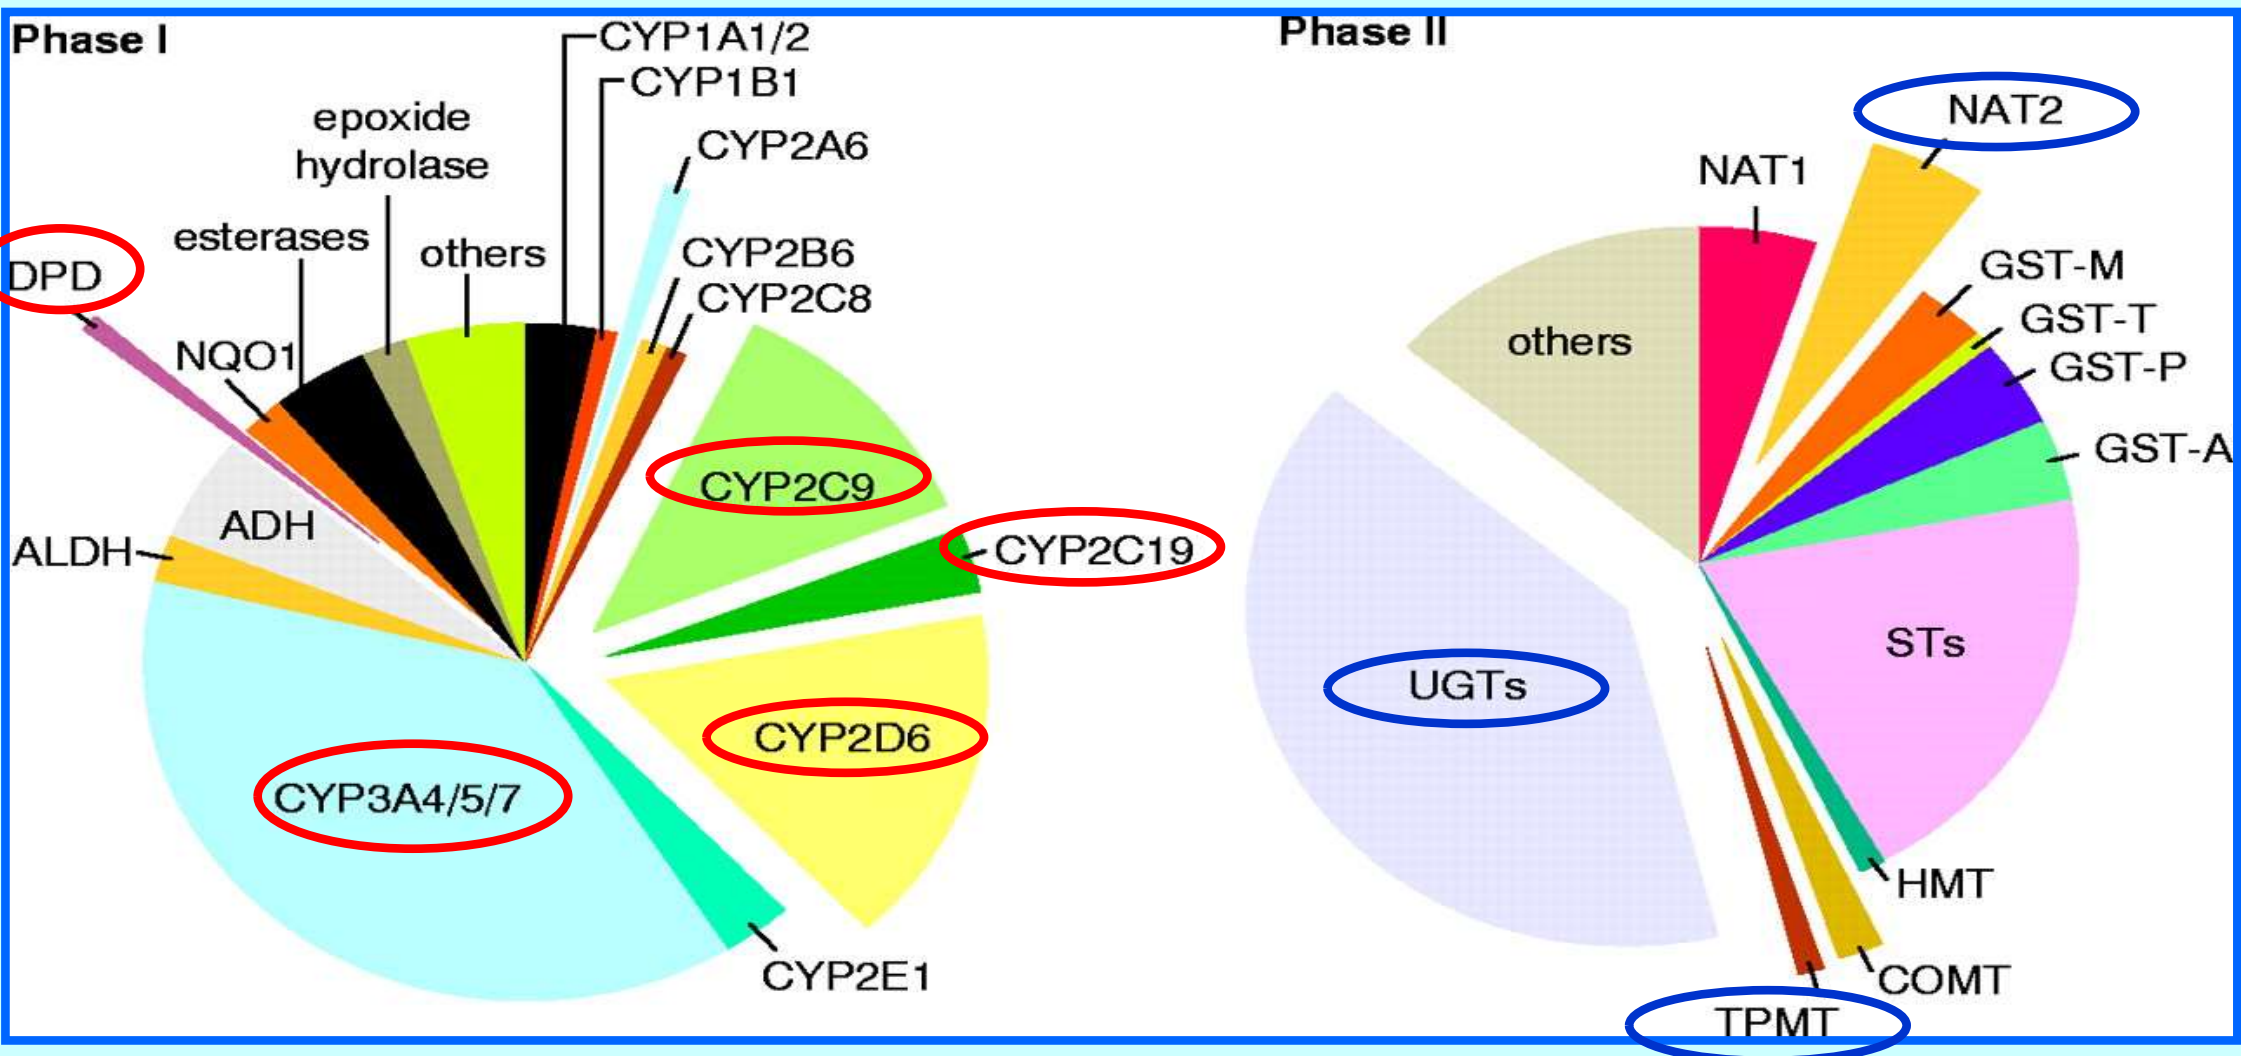 Phase I
CYP1A1/2
CYP1B1
epoxide
hydrolase
CYP2A6
esterases
others
CYP2B6
DPD
CYP2C8
NQO1
CYP2C9
ADH
ALDH
CYP2C19
CYP2D6
CYP3A4/5/7
CYP2E1
Phase II
NAT2
NAT1
GST-M
GST-T
others
GST-P
GST-A
STs
UGTs
HMT
COMT
TPMT